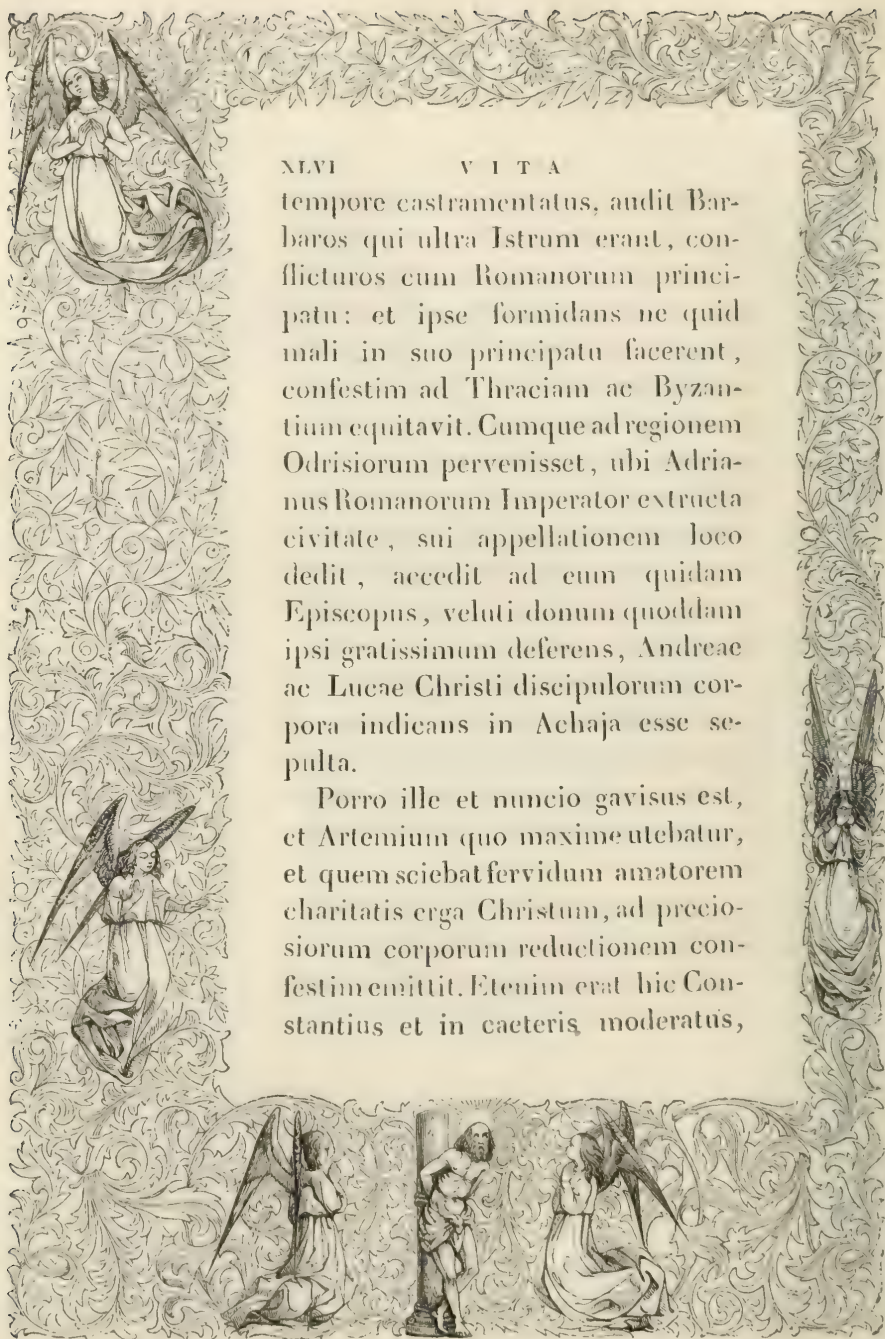 XLVI VITA
tempore castramentatus, audit Bar-
baros qui ultra Istrum erant, con-
flicturos cum Romanorum princi-
patu: et ipse formidans ne quid
mali in suo principatu facerent,
confestim ad Thraciam ac Byzan-
tium equitavit. Cumque ad regionem
Odrisiorum pervenisset, ubi Adria-
nus Romanorum Imperator extructa
civitate, sui appellationem loco
dedit, accedit ad eum quidam
Episcopus, veluti donum quoddam
ipsi gratissimum deferens, Andreae
ac Lucae Christi discipulorum cor-
pora indicans in Achaja esse se-
pulta.
Porro ille et nuncio gavisus est,
et Artemium quo maxime utebatur,
et quem sciebat fervidum amatorem
charitatis erga Christum, ad precio-
siorum corporum reductionem con-
festim emittit. Etenim erat hic Con-
stantius et in caeteris moderatus,